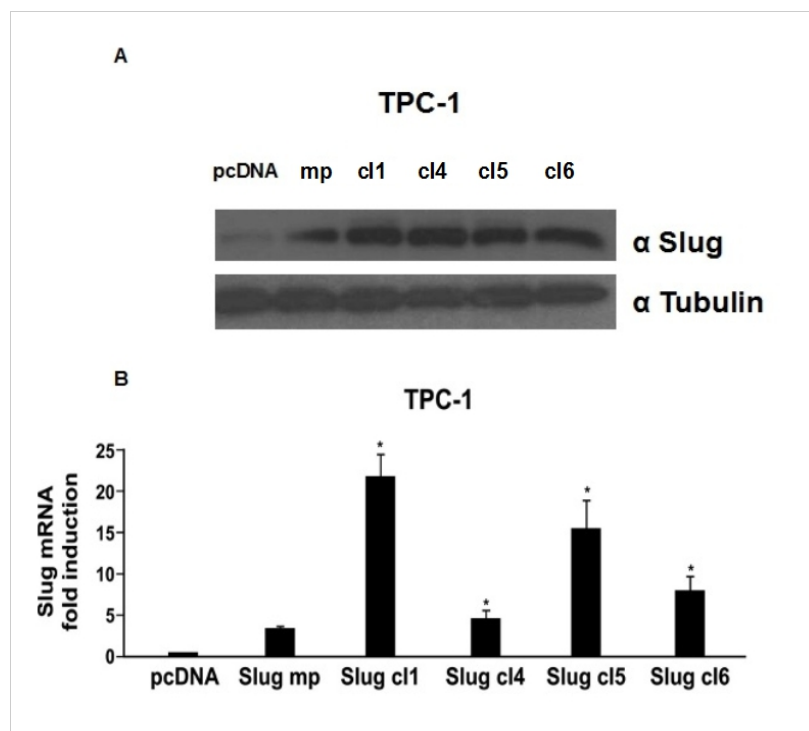 A
TPC-1
pcDNA mp cl1 cl4 cl5 cl6
α Slug
α Tubulin
B
TPC-1
Slug mRNA
fold induction
25
20
15
10
5
0
* * * *
pcDNA Slug mp Slug cl1 Slug cl4 Slug cl5 Slug cl6